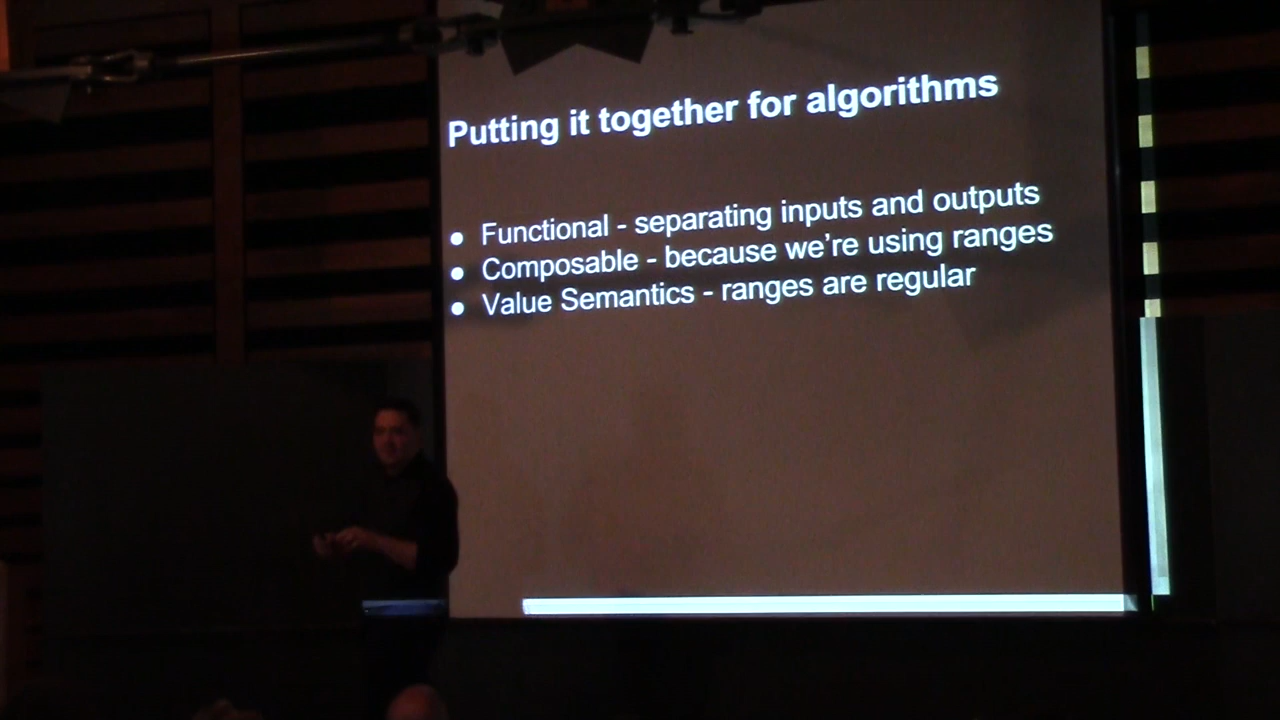 Putting it together for algorithms
● Functional - separating inputs and outputs
● Composable - because we're using ranges
● Value Semantics - ranges are regular